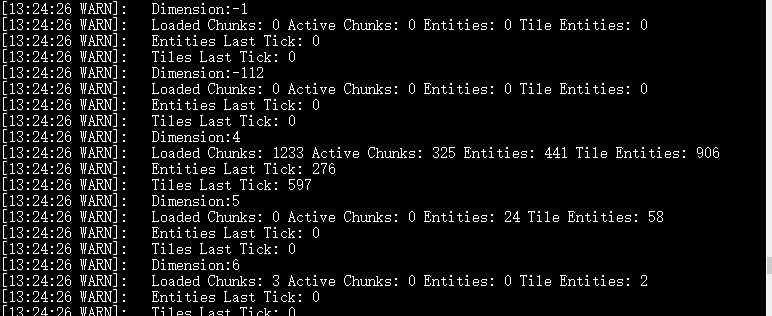 [13:24:26 WARN]:   Dimension:-1
[13:24:26 WARN]:   Loaded Chunks: 0 Active Chunks: 0 Entities: 0 Tile Entities: 0
[13:24:26 WARN]:   Entities Last Tick: 0
[13:24:26 WARN]:   Tiles Last Tick: 0
[13:24:26 WARN]:   Dimension:-112
[13:24:26 WARN]:   Loaded Chunks: 0 Active Chunks: 0 Entities: 0 Tile Entities: 0
[13:24:26 WARN]:   Entities Last Tick: 0
[13:24:26 WARN]:   Tiles Last Tick: 0
[13:24:26 WARN]:   Dimension:4
[13:24:26 WARN]:   Loaded Chunks: 1233 Active Chunks: 325 Entities: 441 Tile Entities: 906
[13:24:26 WARN]:   Entities Last Tick: 276
[13:24:26 WARN]:   Tiles Last Tick: 597
[13:24:26 WARN]:   Dimension:5
[13:24:26 WARN]:   Loaded Chunks: 0 Active Chunks: 0 Entities: 24 Tile Entities: 58
[13:24:26 WARN]:   Entities Last Tick: 0
[13:24:26 WARN]:   Tiles Last Tick: 0
[13:24:26 WARN]:   Dimension:6
[13:24:26 WARN]:   Loaded Chunks: 3 Active Chunks: 0 Entities: 0 Tile Entities: 2
[13:24:26 WARN]:   Entities Last Tick: 0
[13:24:26 WARN]:   Tiles Last Tick: 0